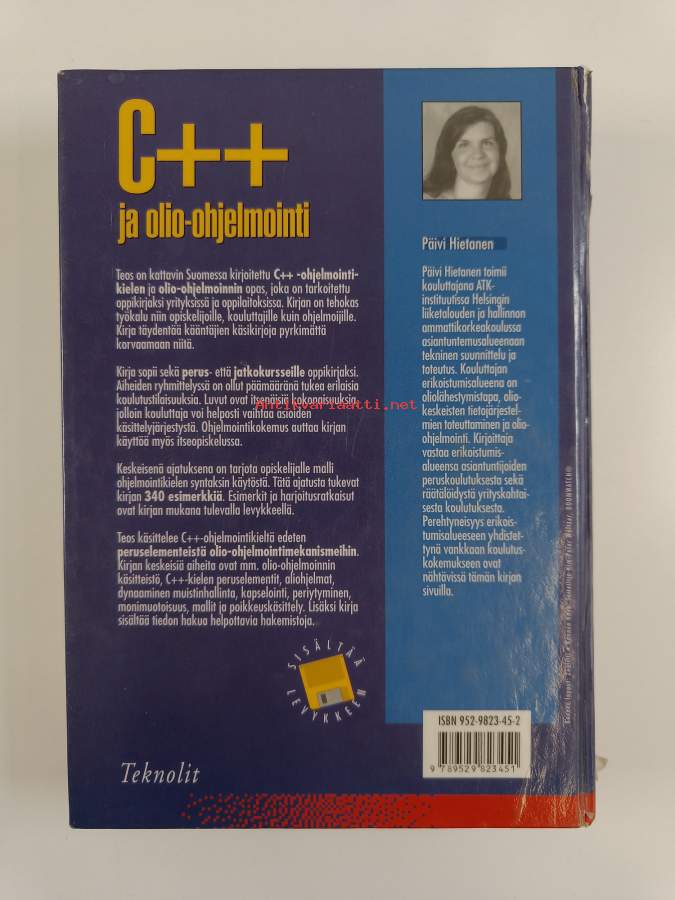 C++
ja olio-ohjelmointi
Teos on kattavin Suomessa kirjoitettu C++ -ohjelmointi-
kielen ja olio-ohjelmoinnin opas, joka on tarkoitettu
oppikirjaksi yrityksissä ja oppilaitoksissa. Kirjan on tehokas
työkalu niin opiskelijoille, kouluttajille kuin ohjelmoijille.
Kirja täydentää kääntäjien käsikirjoja pyrkimättä
korvaamaan niitä.
Kirja sopii sekä perus- että jatkokursseille oppikirjaksi.
Aiheiden ryhmittelyssä on ollut päämääränä tukea erilaisia
koulutustilaisuuksia. Luvut ovat itsenäisiä kokonaisuuksia,
jolloin kouluttaja voi helposti vaihtaa asioiden
käsittelyjärjestystä. Ohjelmointikokemus auttaa kirjan
käyttöä myös itseopiskelussa.
Keskeisenä ajatuksena on tarjota opiskelijalle malli
ohjelmointikielen syntaksin käytöstä. Tätä ajatusta tukevat
kirjan 340 esimerkkiä. Esimerkit ja harjoitusratkaisut
ovat kirjan mukana tulevalla levykkeellä.
Teos käsittelee C++-ohjelmointikieltä edeten
peruselementeistä olio-ohjelmointimekanismeihin.
Kirjan keskeisiä aiheita ovat mm. olio-ohjelmoinnin
käsitteistö, C++-kielen peruselementit, aliohjelmat,
dynaaminen muistinhallinta, kapselointi, periytyminen,
monimuotoisuus, mallit ja poikkeuskäsittely. Lisäksi kirja
sisältää tiedon hakua helpottavia hakemistoja.
SISÄLTÄÄ
LEVYKKEEN
Teknolit
Päivi Hietanen
Päivi Hietanen toimii
kouluttajana ATK-
instituutissa Helsingin
liiketalouden ja hallinnon
ammattikorkeakoulussa
asiantuntemusalueenaan
tekninen suunnittelu ja
toteutus. Kouluttajan
erikoistumisalueena on
oliolähestymistapa, olio-
keskeisten tietojärjestel-
mien toteuttaminen ja olio-
ohjelmointi. Kirjoittaja
vastaa erikoistumis-
alueensa asiantuntijoiden
peruskoulutuksesta sekä
räätälöidystä yrityskohtai-
sesta koulutuksesta.
Perehtyneisyys erikois-
tumisalueeseen yhdistet-
tynä vankkaan koulutus-
kokemukseen ovat
nähtävissä tämän kirjan
sivuilla.
ISBN 952-9823-45-2
9 789529 823451
Antikvariaatti.net